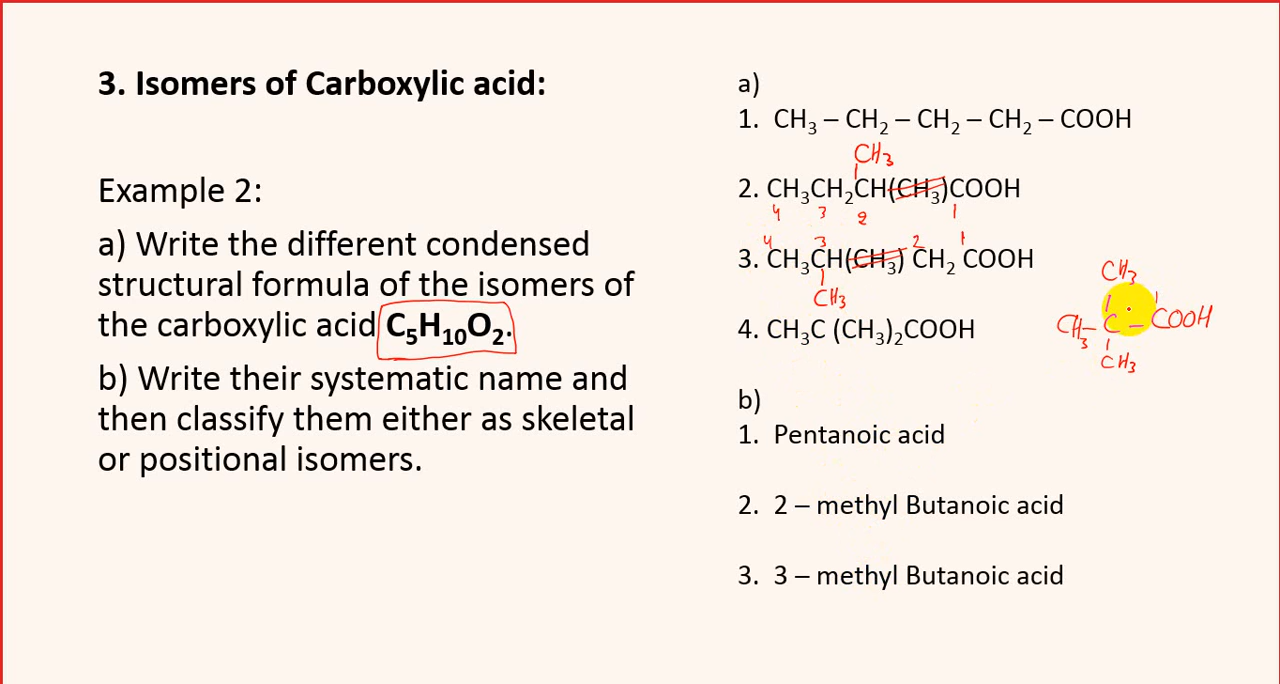 3. Isomers of Carboxylic acid:
Example 2:
a) Write the different condensed
structural formula of the isomers of
the carboxylic acid C₅H₁₀O₂.
b) Write their systematic name and
then classify them either as skeletal
or positional isomers.
a)
1. CH₃ – CH₂ – CH₂ – CH₂ – COOH
CH₃
2. CH₃CH₂CH(CH₃)COOH
4 3 2 1
4 3 2 1
3. CH₃CH(CH₃) CH₂ COOH
CH₃
4. CH₃C (CH₃)₂COOH
CH₃
1
CH₃ – C – COOH
CH₃
b)
1. Pentanoic acid
2. 2 – methyl Butanoic acid
3. 3 – methyl Butanoic acid